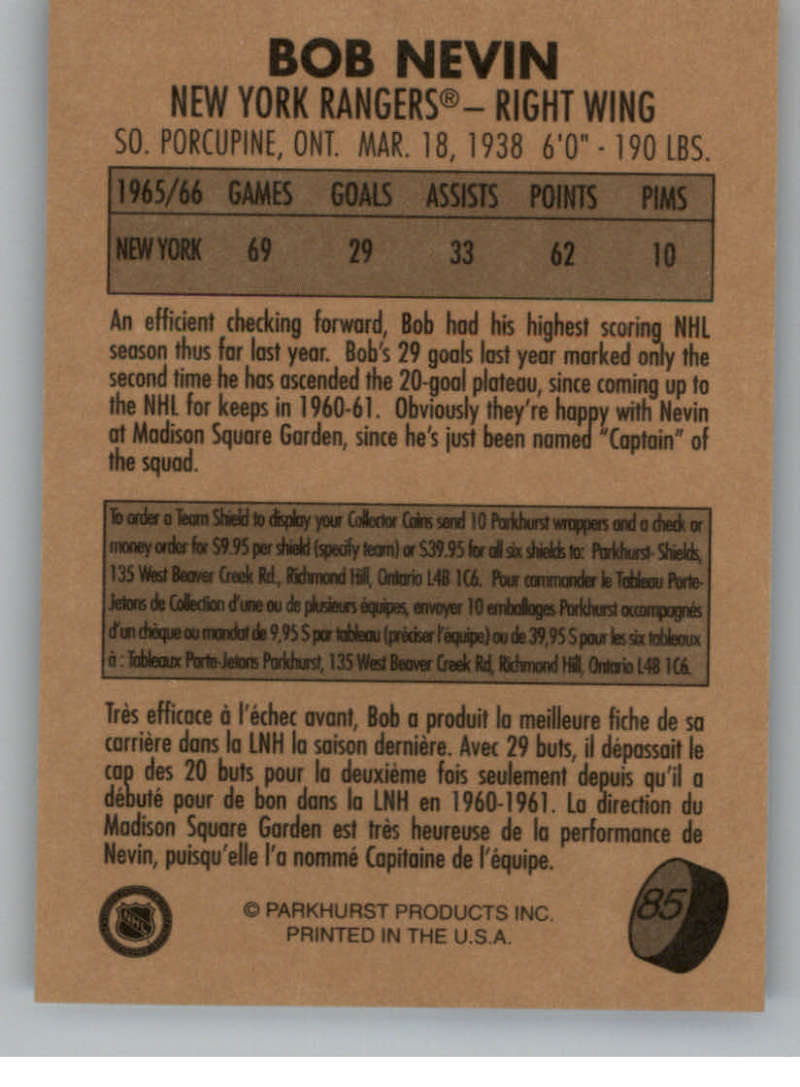 BOB NEVIN
NEW YORK RANGERS® – RIGHT WING
SO. PORCUPINE, ONT. MAR. 18, 1938 6'0" - 190 LBS.
1965/66 GAMES GOALS ASSISTS POINTS PIMS
NEW YORK 69 29 33 62 10
An efficient checking forward, Bob had his highest scoring NHL
season thus far last year. Bob's 29 goals last year marked only the
second time he has ascended the 20-goal plateau, since coming up to
the NHL for keeps in 1960-61. Obviously they're happy with Nevin
at Madison Square Garden, since he's just been named "Captain" of
the squad.
To order a Team Shield to display your Collector Coins send 10 Parkhurst wrappers and a check or
money order for $9.95 per shield (specify team) or $39.95 for all six shields to: Parkhurst- Shields,
135 West Beaver Creek Rd., Richmond Hill, Ontario L4B 1C6. Pour commander le Tableau Porte-
Jetons de Collection d'une ou de plusieurs équipes, envoyer 10 emballages Parkhurst accompagnés
d'un chèque ou mandat de 9,95 $ par tableau (préciser l'équipe) ou de 39,95 $ pour les six tableaux
à : Tableaux Porte-Jetons Parkhurst, 135 West Beaver Creek Rd, Richmond Hill, Ontario L4B 1C6.
Très efficace à l'échec avant, Bob a produit la meilleure fiche de sa
carrière dans la LNH la saison dernière. Avec 29 buts, il dépassait le
cap des 20 buts pour la deuxième fois seulement depuis qu'il a
débuté pour de bon dans la LNH en 1960-1961. La direction du
Madison Square Garden est très heureuse de la performance de
Nevin, puisqu'elle l'a nommé Capitaine de l'équipe.
NHL
© PARKHURST PRODUCTS INC.
PRINTED IN THE U.S.A.
85